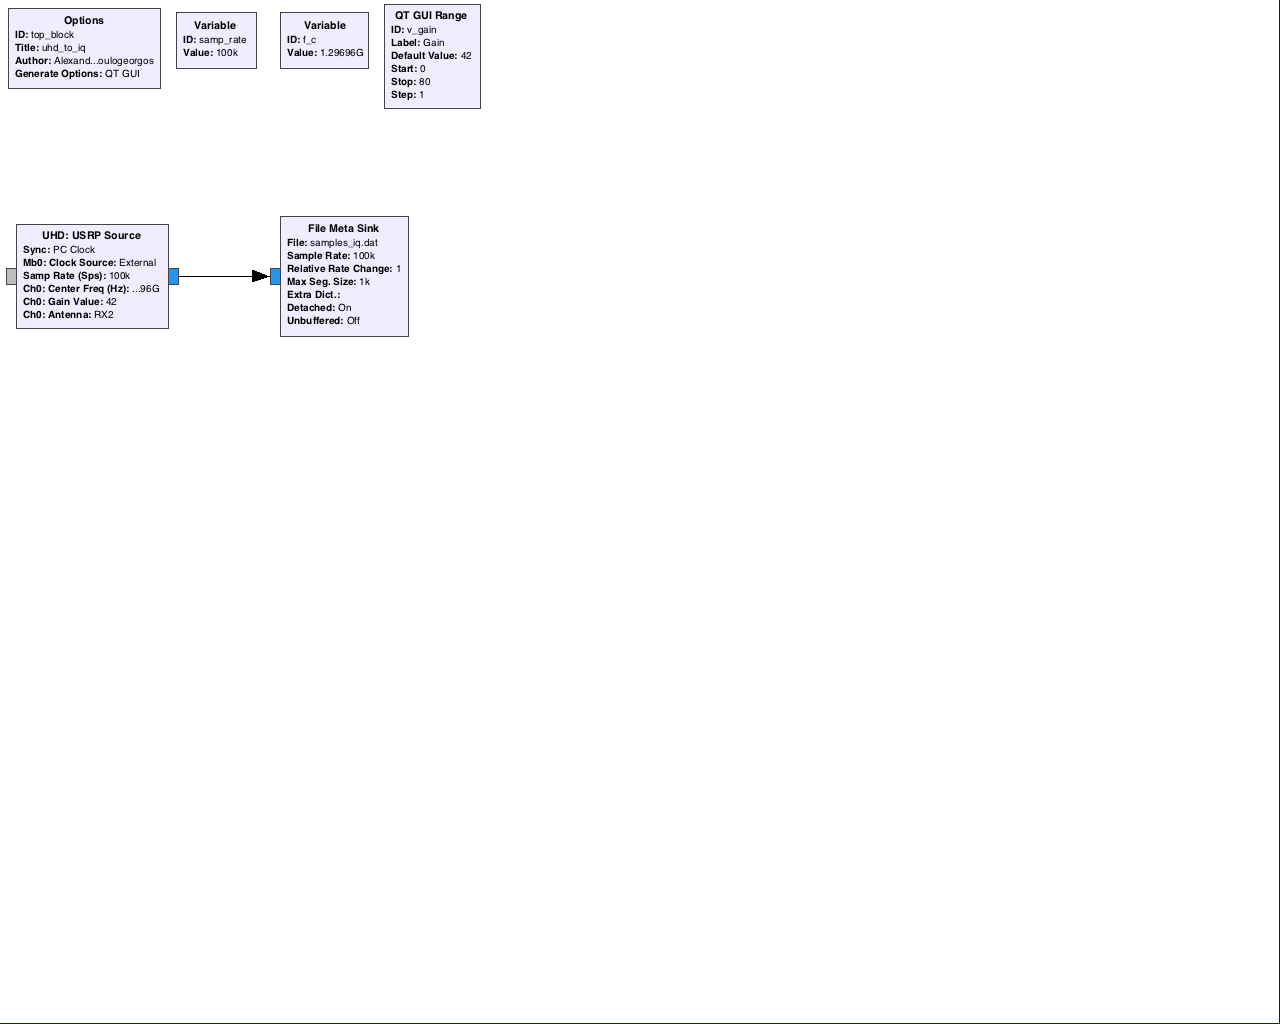 Options
ID: top_block
Title: uhd_to_iq
Author: Alexand...oulogeorgos
Generate Options: QT GUI
Variable
ID: samp_rate
Value: 100k
Variable
ID: f_c
Value: 1.29696G
QT GUI Range
ID: v_gain
Label: Gain
Default Value: 42
Start: 0
Stop: 80
Step: 1
UHD: USRP Source
Sync: PC Clock
Mb0: Clock Source: External
Samp Rate (Sps): 100k
Ch0: Center Freq (Hz): ...96G
Ch0: Gain Value: 42
Ch0: Antenna: RX2
File Meta Sink
File: samples_iq.dat
Sample Rate: 100k
Relative Rate Change: 1
Max Seg. Size: 1k
Extra Dict.:
Detached: On
Unbuffered: Off